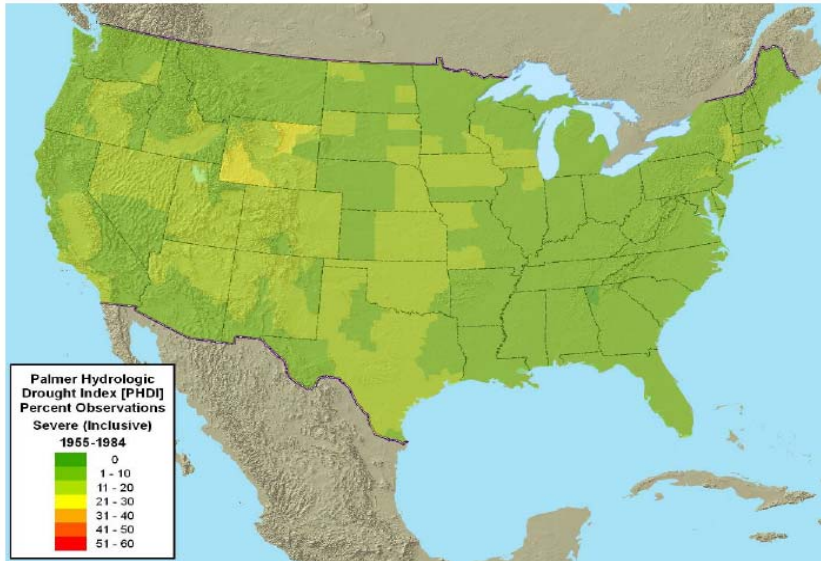 Palmer Hydrologic
Drought Index [PHDI]
Percent Observations
Severe (Inclusive)
1955-1984
0
1 - 10
11 - 20
21 - 30
31 - 40
41 - 50
51 - 60